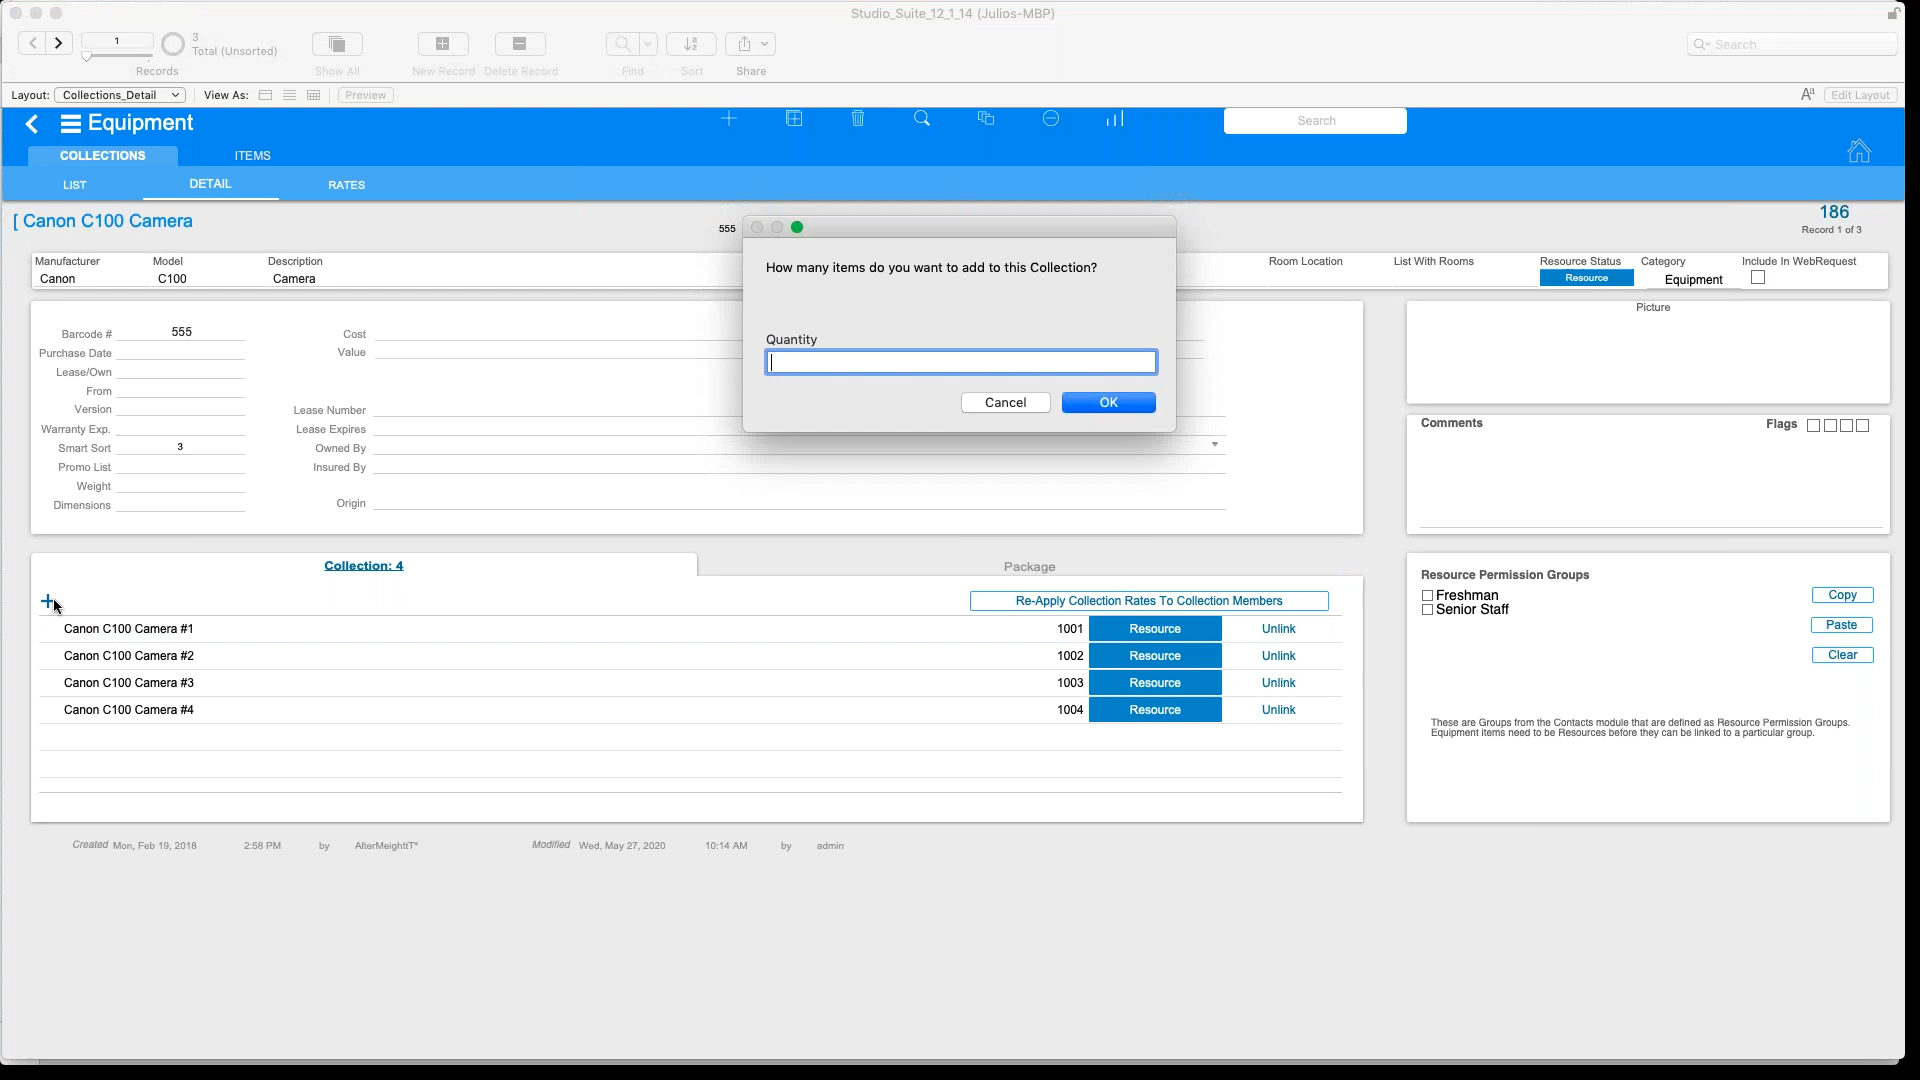 Studio_Suite_12_1_14 (Julios-MBP)
1
3
Total (Unsorted)
Records
Show All
New Record
Delete Record
Find
Sort
Share
Search
Layout:
Collections_Detail
View As:
Preview
Aa
Edit Layout
Equipment
Search
COLLECTIONS
ITEMS
LIST
DETAIL
RATES
[ Canon C100 Camera
555
186
Record 1 of 3
How many items do you want to add to this Collection?
Quantity
Cancel
OK
Manufacturer
Model
Description
Room Location
List With Rooms
Resource Status
Category
Include In WebRequest
Canon
C100
Camera
Resource
Equipment
Barcode #
555
Purchase Date
Lease/Own
From
Version
Warranty Exp.
Smart Sort
3
Promo List
Weight
Dimensions
Cost
Value
Lease Number
Lease Expires
Owned By
Insured By
Origin
Picture
Comments
Flags
Collection: 4
Package
Re-Apply Collection Rates To Collection Members
Canon C100 Camera #1 1001 Resource Unlink
Canon C100 Camera #2 1002 Resource Unlink
Canon C100 Camera #3 1003 Resource Unlink
Canon C100 Camera #4 1004 Resource Unlink
Resource Permission Groups
Freshman
Senior Staff
Copy
Paste
Clear
These are Groups from the Contacts module that are defined as Resource Permission Groups.
Equipment items need to be Resources before they can be linked to a particular group.
Created Mon, Feb 19, 2018 2:58 PM by AlterMeighttT* Modified Wed, May 27, 2020 10:14 AM by admin